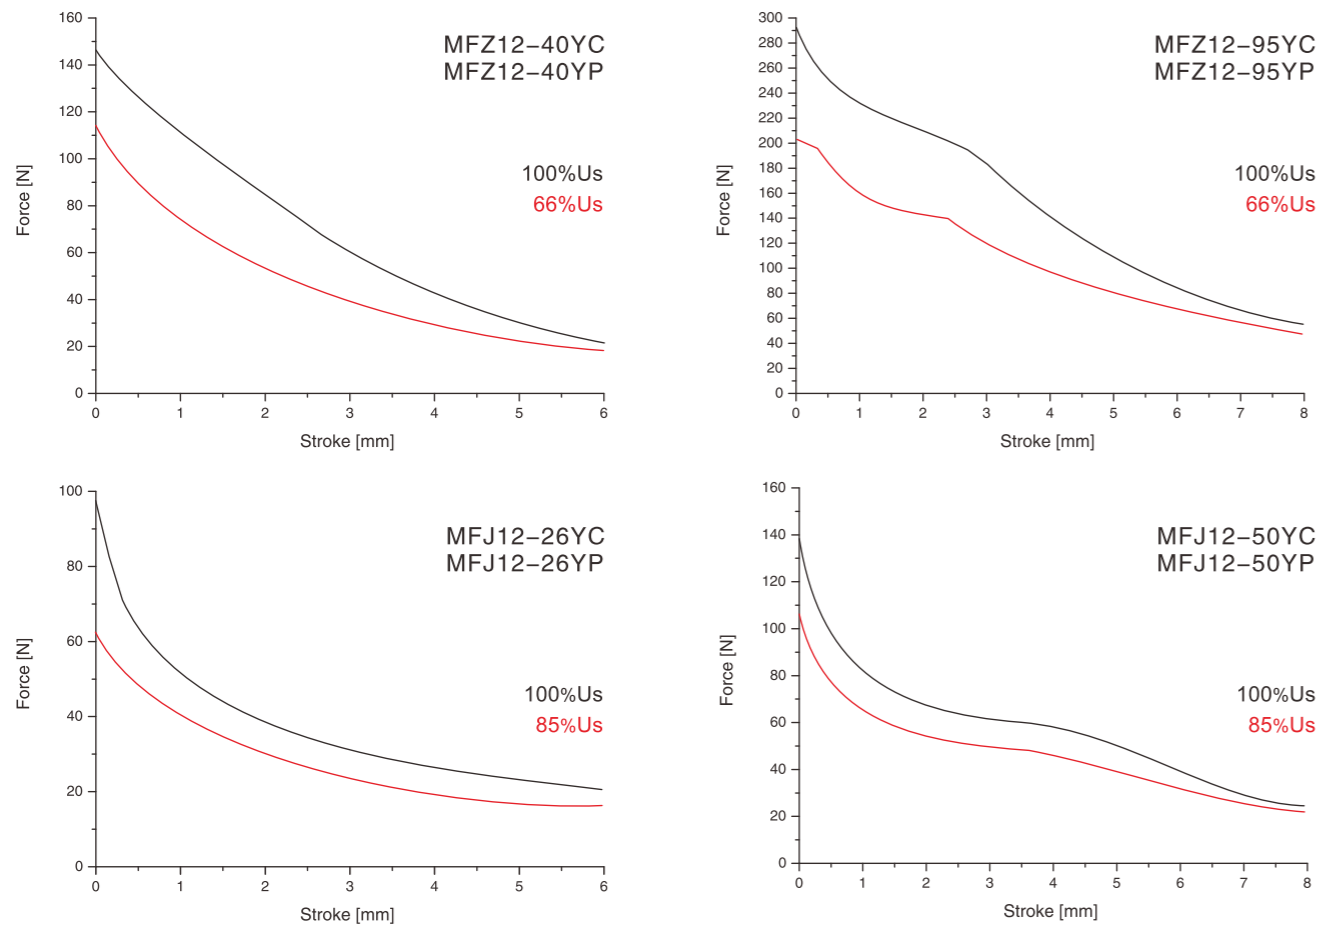 MFZ12-40YC
MFZ12-40YP
100%Us
66%Us
Force [N]
160
140
120
100
80
60
40
20
0
0 1 2 3 4 5 6
Stroke [mm]
MFZ12-95YC
MFZ12-95YP
100%Us
66%Us
Force [N]
300
280
260
240
220
200
180
160
140
120
100
80
60
40
20
0
0 1 2 3 4 5 6 7 8
Stroke [mm]
MFJ12-26YC
MFJ12-26YP
100%Us
85%Us
Force [N]
100
80
60
40
20
0
0 1 2 3 4 5 6
Stroke [mm]
MFJ12-50YC
MFJ12-50YP
100%Us
85%Us
Force [N]
160
140
120
100
80
60
40
20
0
0 1 2 3 4 5 6 7 8
Stroke [mm]